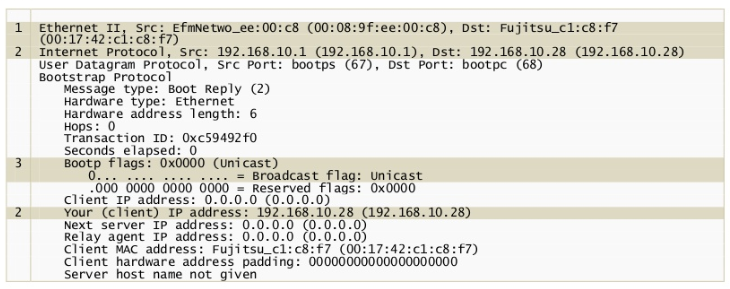 1 Ethernet II, Src: EfmNetwo_ee:00:c8 (00:08:9f:ee:00:c8), Dst: Fujitsu_c1:c8:f7
(00:17:42:c1:c8:f7)
2 Internet Protocol, Src: 192.168.10.1 (192.168.10.1), Dst: 192.168.10.28 (192.168.10.28)
User Datagram Protocol, Src Port: bootps (67), Dst Port: bootpc (68)
Bootstrap Protocol
Message type: Boot Reply (2)
Hardware type: Ethernet
Hardware address length: 6
Hops: 0
Transaction ID: 0xc59492f0
Seconds elapsed: 0
3 Bootp flags: 0x0000 (Unicast)
0... .... .... .... = Broadcast flag: Unicast
.000 0000 0000 0000 = Reserved flags: 0x0000
Client IP address: 0.0.0.0 (0.0.0.0)
2 Your (client) IP address: 192.168.10.28 (192.168.10.28)
Next server IP address: 0.0.0.0 (0.0.0.0)
Relay agent IP address: 0.0.0.0 (0.0.0.0)
Client MAC address: Fujitsu_c1:c8:f7 (00:17:42:c1:c8:f7)
Client hardware address padding: 00000000000000000000
Server host name not given